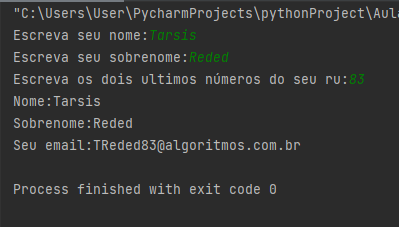 "C:\Users\User\PycharmProjects\pythonProject\Aul
Escreva seu nome:Tarsis
Escreva seu sobrenome:Reded
Escreva os dois ultimos números do seu ru:83
Nome:Tarsis
Sobrenome:Reded
Seu email:TReded83@algoritmos.com.br
Process finished with exit code 0